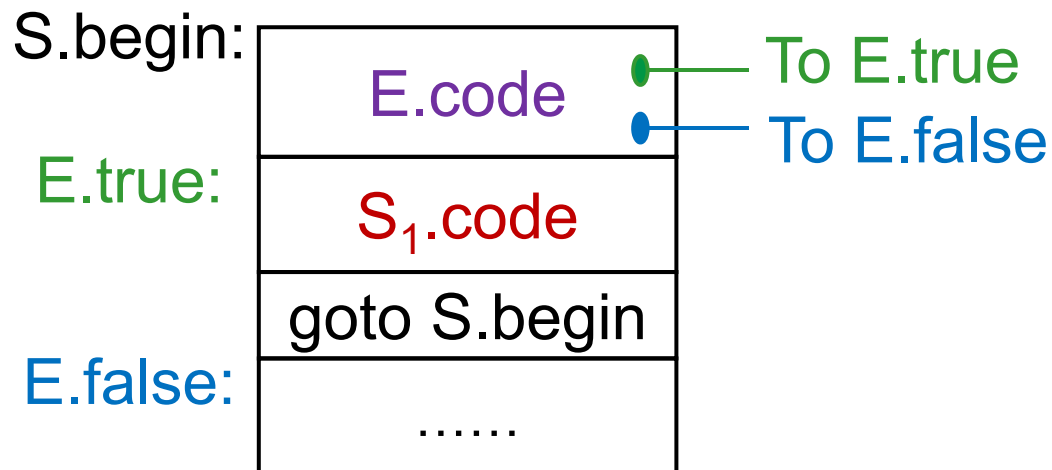 S.begin:
E.code
To E.true
To E.false
E.true:
S₁.code
goto S.begin
E.false:
......